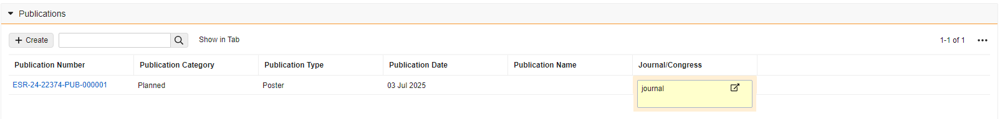 Publications
Create
Show in Tab
1-1 of 1
Publication Number Publication Category Publication Type Publication Date Publication Name Journal/Congress
ESR-24-22374-PUB-000001 Planned Poster 03 Jul 2025 journal